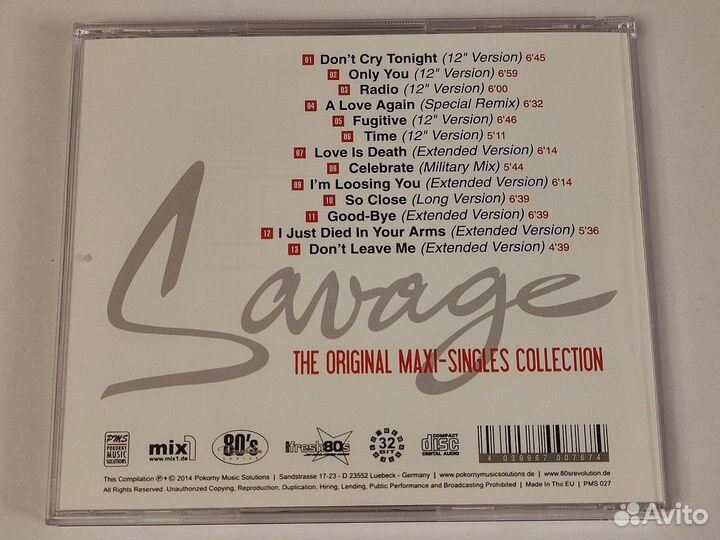 01 Don't Cry Tonight (12" Version) 6'45
02 Only You (12" Version) 6'59
03 Radio (12" Version) 6'00
04 A Love Again (Special Remix) 6'32
05 Fugitive (12" Version) 6'46
06 Time (12" Version) 5'11
07 Love Is Death (Extended Version) 6'14
08 Celebrate (Military Mix) 5'44
09 I'm Loosing You (Extended Version) 6'14
10 So Close (Long Version) 6'39
11 Good-Bye (Extended Version) 6'39
12 I Just Died In Your Arms (Extended Version) 5'36
13 Don't Leave Me (Extended Version) 4'39
Savage
THE ORIGINAL MAXI-SINGLES COLLECTION
PMS
POKORNY
MUSIC
SOLUTIONS
mix1
www.mix1.de
80's
fresh80s
32
BIT
COMPACT
disc
DIGITAL AUDIO
4 039967 007674
This Compilation ℗+© 2014 Pokorny Music Solutions | Sandstrasse 17-23 - D 23552 Luebeck - Germany | www.pokornymusicsolutions.de | www.80srevolution.de
All Rights Reserved. Unauthorized Copying, Reproduction, Duplication, Hiring, Lending, Public Performance and Broadcasting Prohibited | Made In The EU | PMS 027
Avito